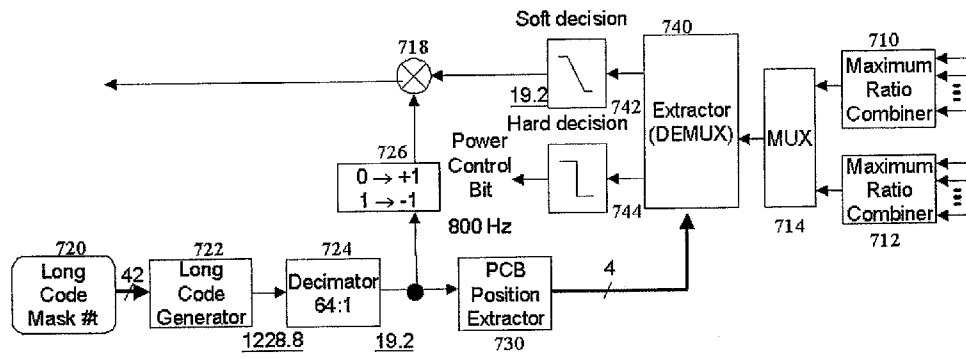 Soft decision
740
718
710
Maximum
Ratio
Combiner
19.2
742
Extractor
(DEMUX)
MUX
Hard decision
Power
Control
Bit
726
0 → +1
1 → -1
744
714
Maximum
Ratio
Combiner
712
800 Hz
720
722
724
Long
Code
Mask #t
42
Long
Code
Generator
Decimator
64:1
PCB
Position
Extractor
4
1228.8
19.2
730